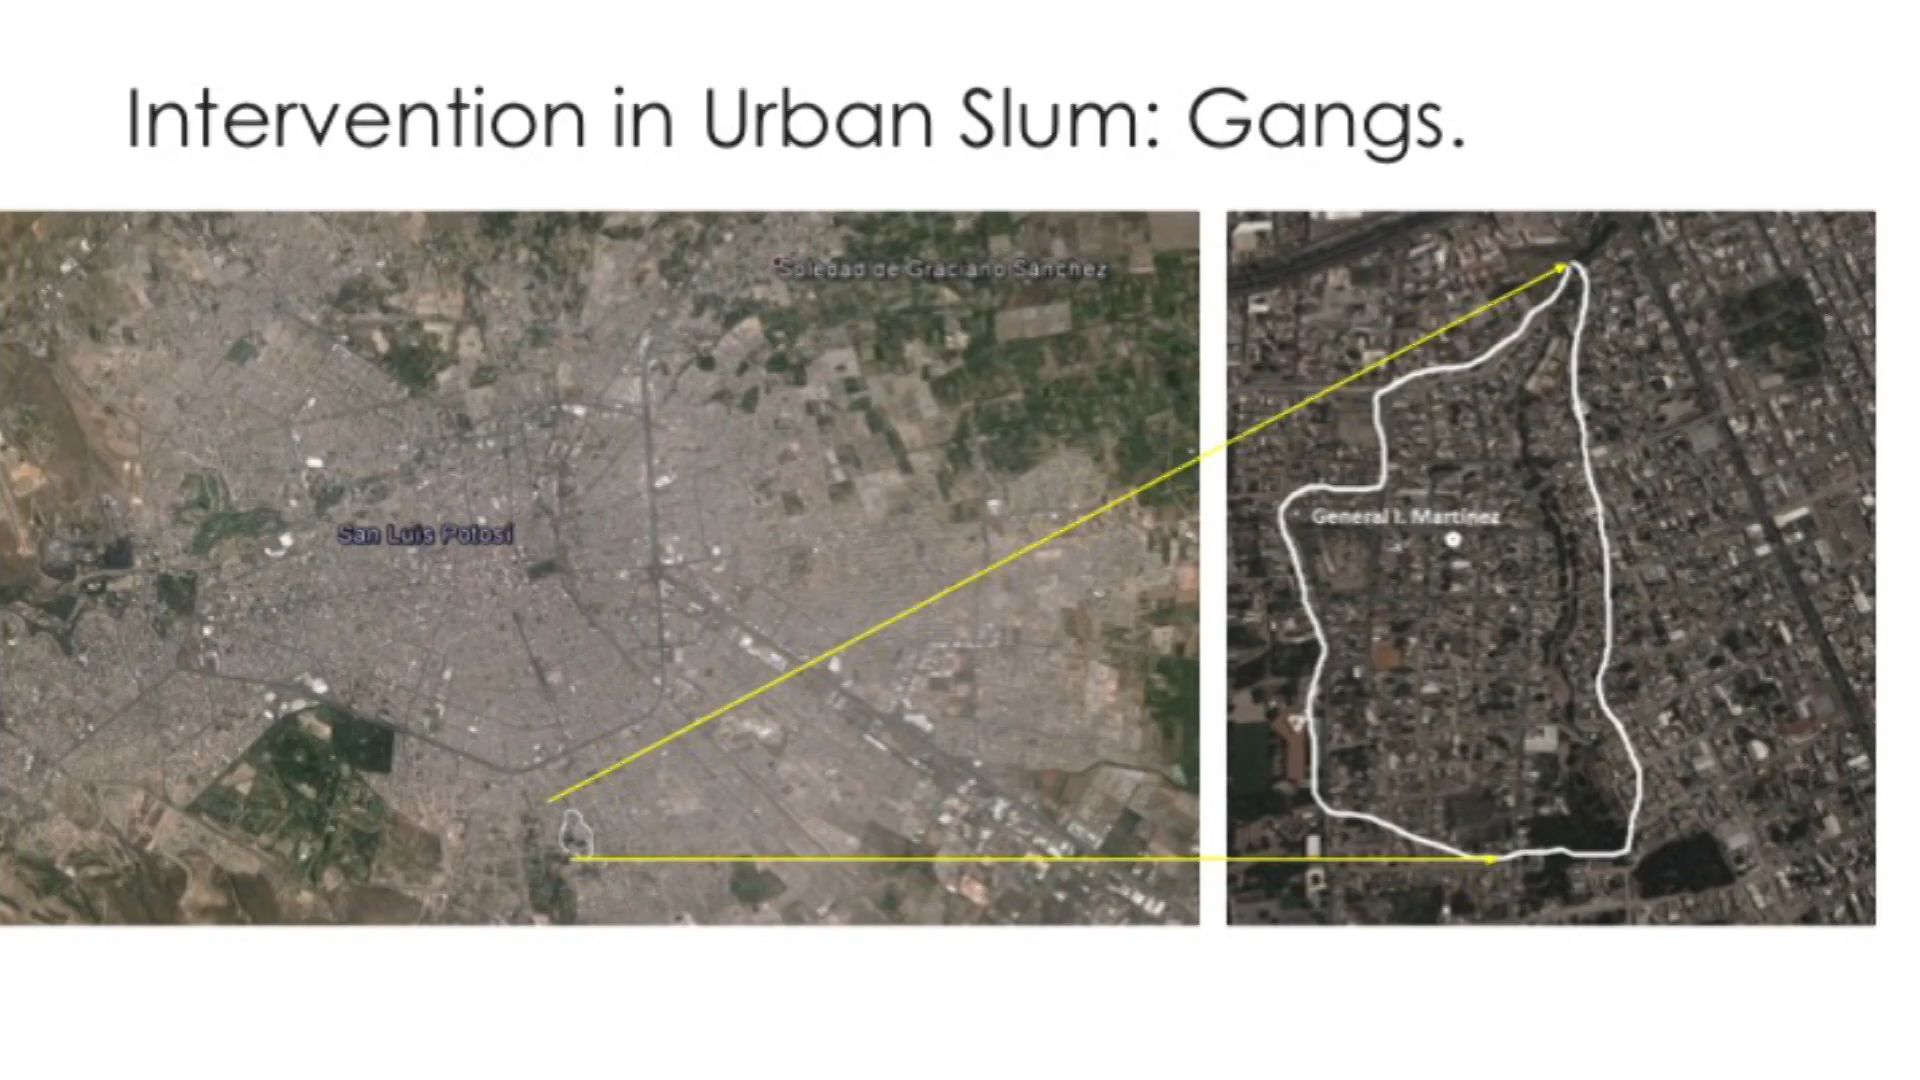 Intervention in Urban Slum: Gangs.
Soledad de Graciano Sánchez
San Luis Potosí
General I. Martínez